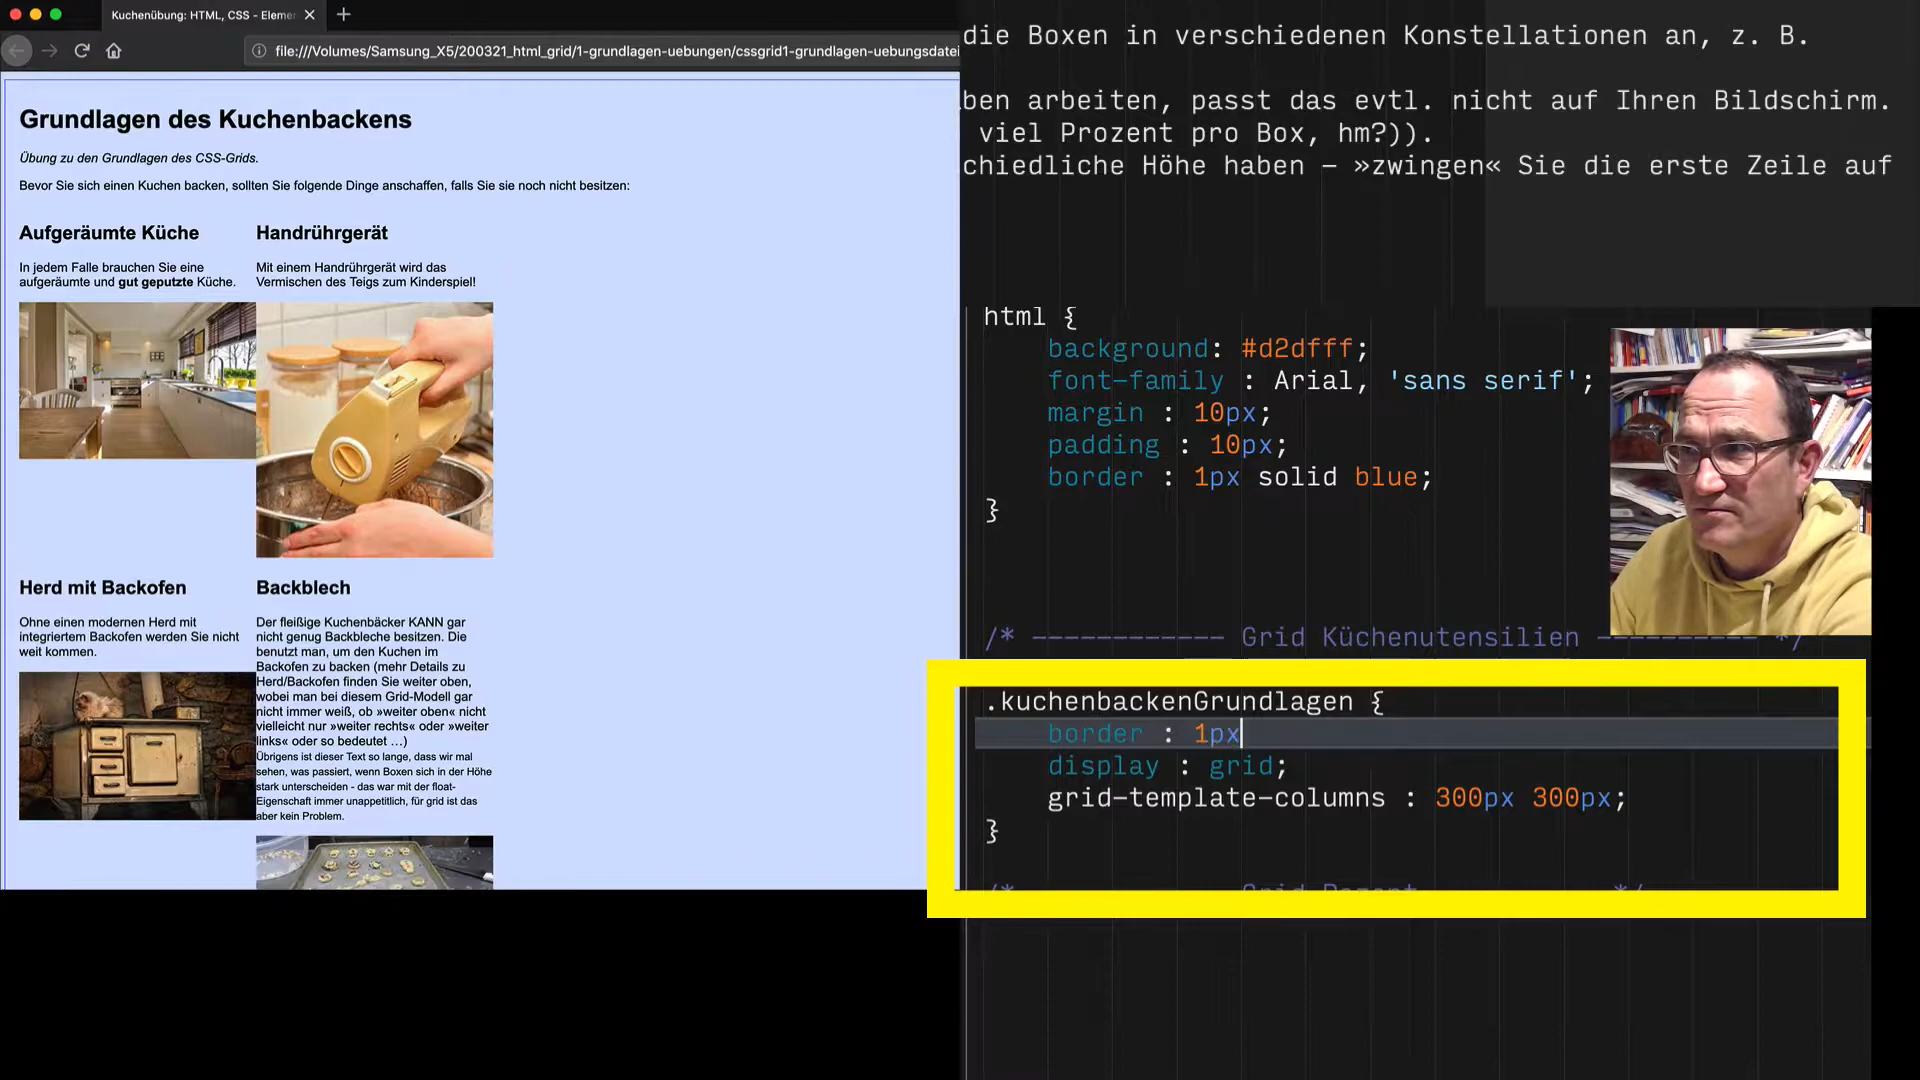 Kuchenübung: HTML, CSS - Eleme
file:///Volumes/Samsung_X5/200321_html_grid/1-grundlagen-uebungen/cssgrid1-grundlagen-uebungsdatei
Grundlagen des Kuchenbackens
Übung zu den Grundlagen des CSS-Grids.
Bevor Sie sich einen Kuchen backen, sollten Sie folgende Dinge anschaffen, falls Sie sie noch nicht besitzen:
Aufgeräumte Küche
In jedem Falle brauchen Sie eine
aufgeräumte und gut geputzte Küche.
Handrührgerät
Mit einem Handrührgerät wird das
Vermischen des Teigs zum Kinderspiel!
Herd mit Backofen
Ohne einen modernen Herd mit
integriertem Backofen werden Sie nicht
weit kommen.
Backblech
Der fleißige Kuchenbäcker KANN gar
nicht genug Backbleche besitzen. Die
benutzt man, um den Kuchen im
Backofen zu backen (mehr Details zu
Herd/Backofen finden Sie weiter oben,
wobei man bei diesem Grid-Modell gar
nicht immer weiß, ob »weiter oben« nicht
vielleicht nur »weiter rechts« oder »weiter
links« oder so bedeutet …)
Übrigens ist dieser Text so lange, dass wir mal
sehen, was passiert, wenn Boxen sich in der Höhe
stark unterscheiden - das war mit der float-
Eigenschaft immer unappetitlich, für grid ist das
aber kein Problem.
die Boxen in verschiedenen Konstellationen an, z. B.
ben arbeiten, passt das evtl. nicht auf Ihren Bildschirm.
viel Prozent pro Box, hm?)).
chiedliche Höhe haben – »zwingen« Sie die erste Zeile auf
html {
background: #d2dfff;
font-family : Arial, 'sans serif';
margin : 10px;
padding : 10px;
border : 1px solid blue;
}
/* ------------ Grid Küchenutensilien ---------- */
.kuchenbackenGrundlagen {
border : 1px
display : grid;
grid-template-columns : 300px 300px;
}
/* Grid Rezept */